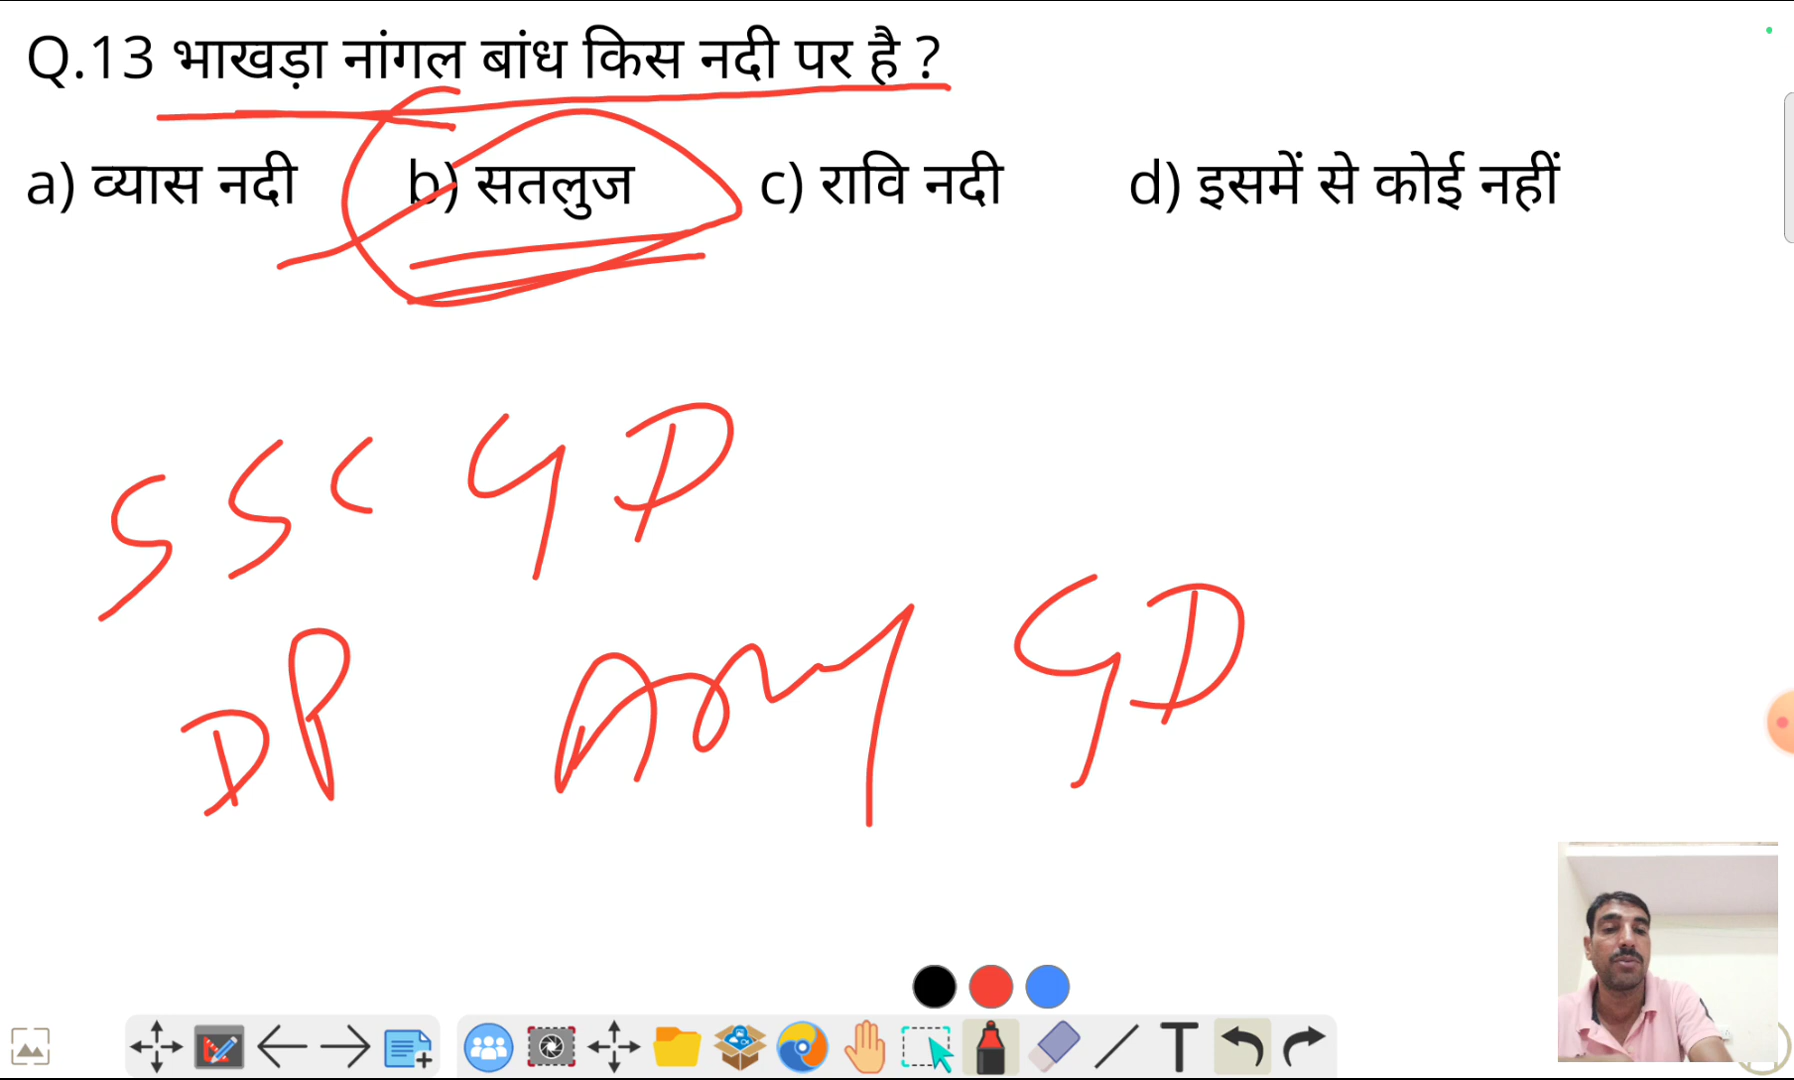 Q.13 भाखड़ा नांगल बांध किस नदी पर है ?
a) व्यास नदी b) सतलुज c) रावि नदी d) इसमें से कोई नहीं
SSC GD
DP Army GD
T